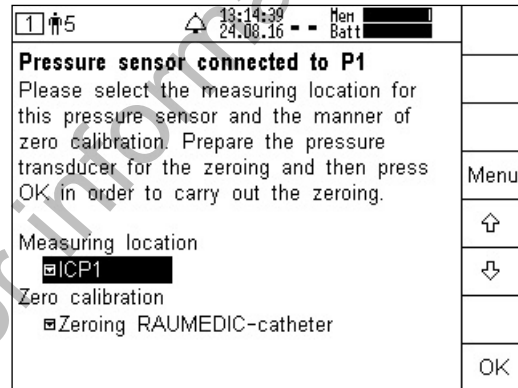 1 5 13:14:39 Mem
24.08.16 - - Batt
Pressure sensor connected to P1
Please select the measuring location for
this pressure sensor and the manner of
zero calibration. Prepare the pressure
transducer for the zeroing and then press
OK in order to carry out the zeroing.
Menu
Measuring location
ICP1
Zero calibration
Zeroing RAUMEDIC-catheter
OK